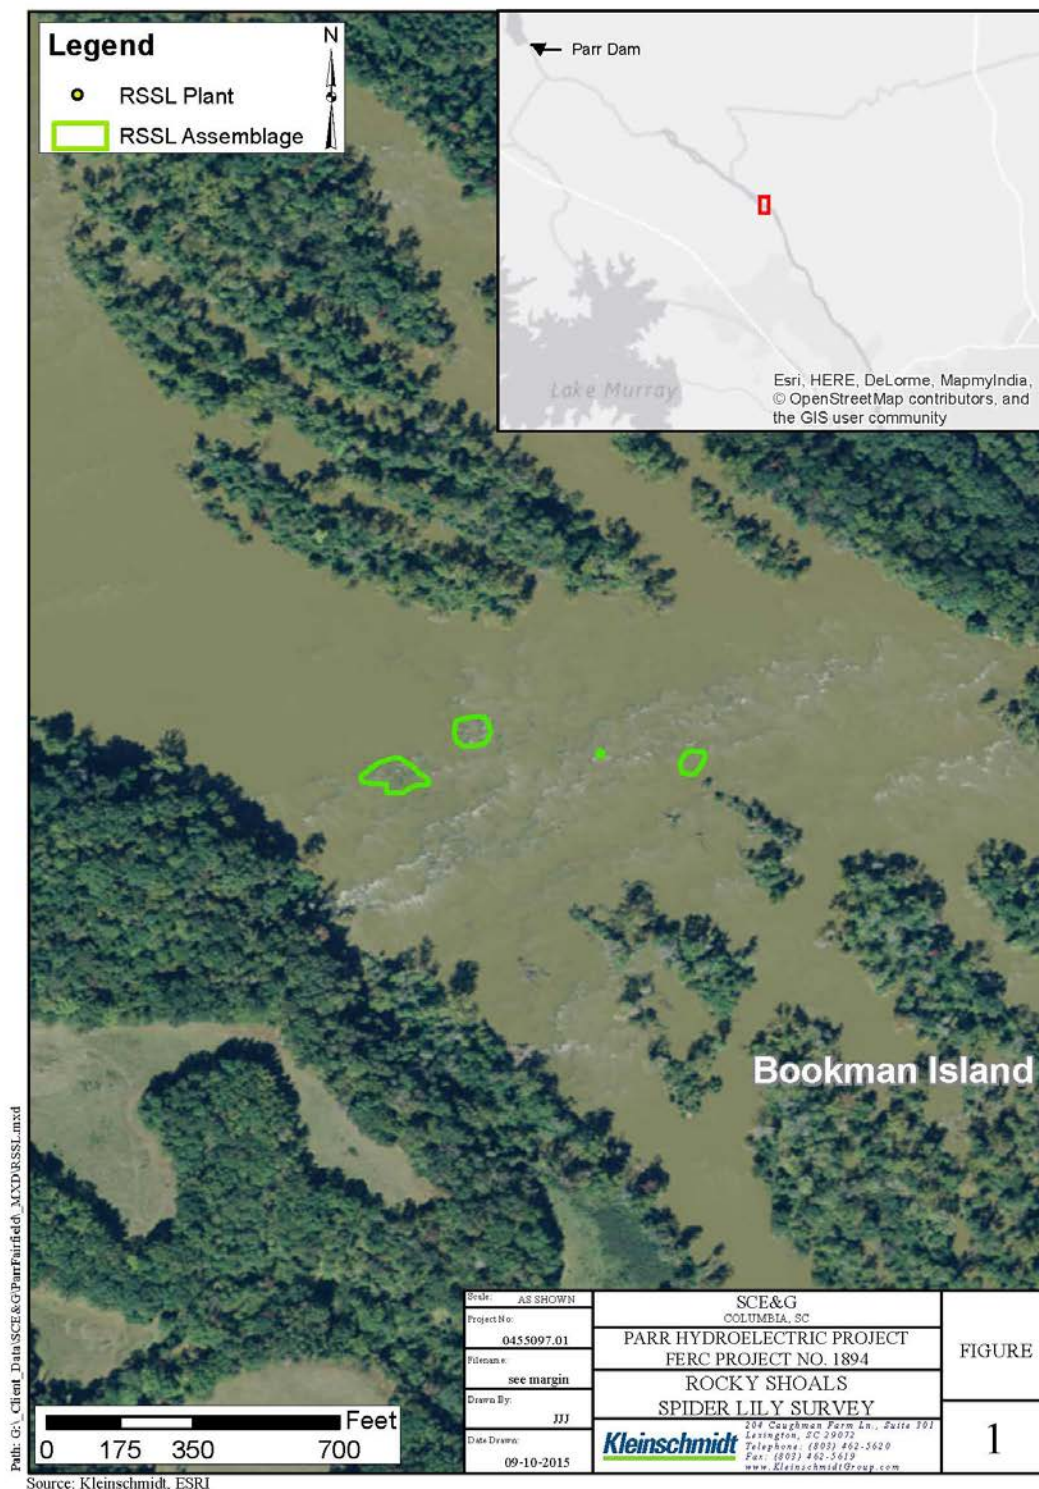 Legend
N
RSSL Plant
RSSL Assemblage
Parr Dam
Lake Murray
Esri, HERE, DeLorme, MapmyIndia,
© OpenStreetMap contributors, and
the GIS user community
Bookman Island
Path: G:\_Client_Data\SCE&G\ParrFairfield\_MXD\RSSL.mxd
Feet
0 175 350 700
Scale: AS SHOWN
Project No:
0455097.01
Filename:
see margin
Drawn By:
JJJ
Date Drawn:
09-10-2015
SCE&G
COLUMBIA, SC
PARR HYDROELECTRIC PROJECT
FERC PROJECT NO. 1894
ROCKY SHOALS
SPIDER LILY SURVEY
Kleinschmidt
204 Caughman Farm Ln., Suite 301
Lexington, SC 29072
Telephone: (803) 462-5620
Fax: (803) 462-5619
www.KleinschmidtGroup.com
FIGURE
1
Source: Kleinschmidt, ESRI